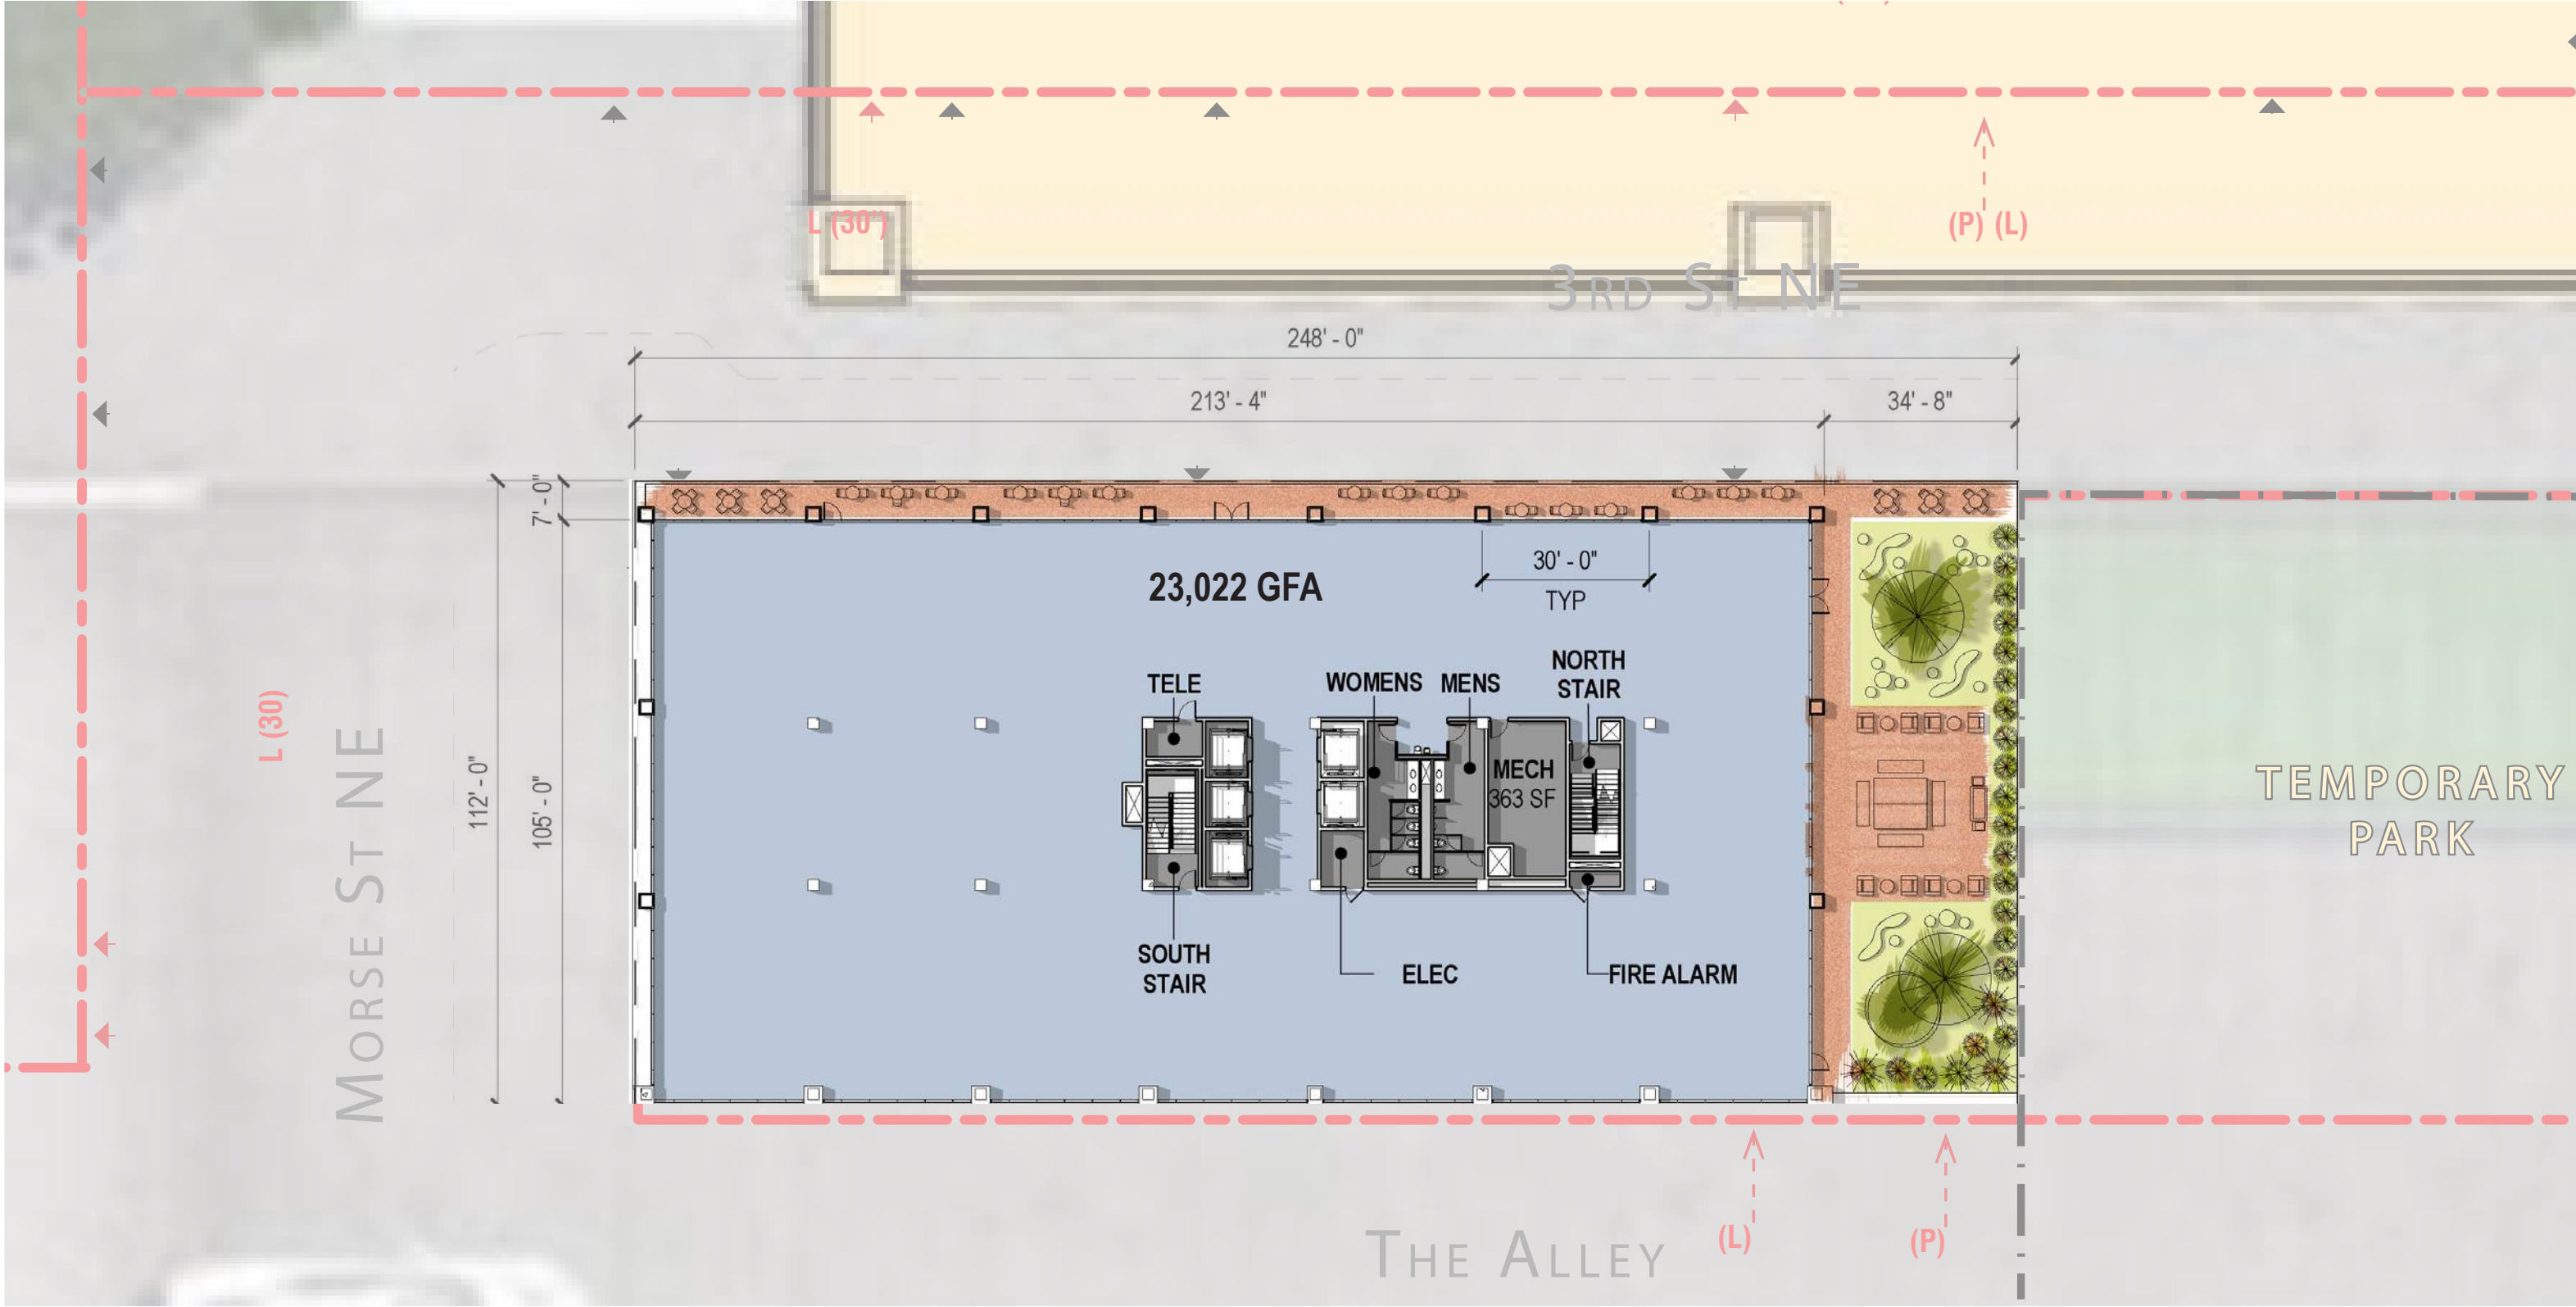 L (30')
(P) (L)
3RD ST NE
248' - 0"
213' - 4"
34' - 8"
7' - 0"
112' - 0"
105' - 0"
23,022 GFA
30' - 0"
TYP
TELE
WOMENS
MENS
NORTH
STAIR
MECH
363 SF
SOUTH
STAIR
ELEC
FIRE ALARM
L (30)
MORSE ST NE
TEMPORARY
PARK
THE ALLEY
(L)
(P)